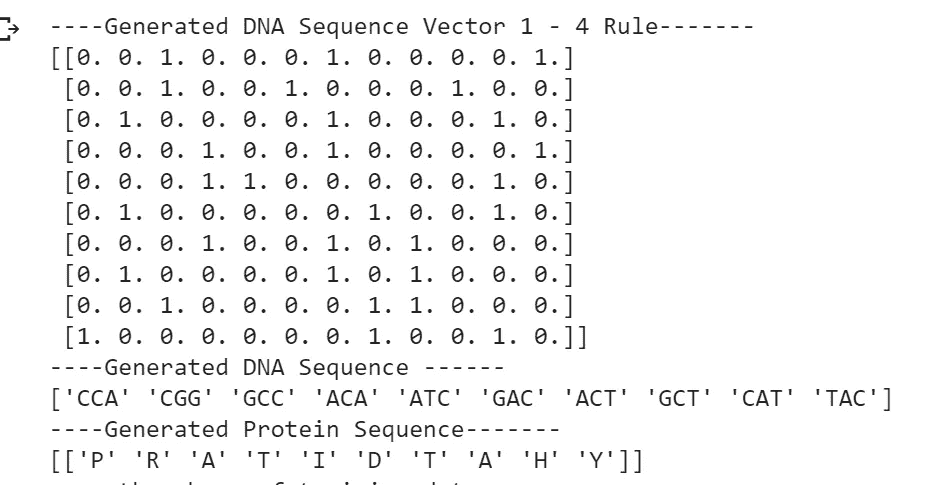 ----Generated DNA Sequence Vector 1 - 4 Rule-------
[[0. 0. 1. 0. 0. 0. 1. 0. 0. 0. 0. 1.]
[0. 0. 1. 0. 0. 1. 0. 0. 0. 1. 0. 0.]
[0. 1. 0. 0. 0. 0. 1. 0. 0. 0. 1. 0.]
[0. 0. 0. 1. 0. 0. 1. 0. 0. 0. 0. 1.]
[0. 0. 0. 1. 1. 0. 0. 0. 0. 0. 1. 0.]
[0. 1. 0. 0. 0. 0. 0. 1. 0. 0. 1. 0.]
[0. 0. 0. 1. 0. 0. 1. 0. 1. 0. 0. 0.]
[0. 1. 0. 0. 0. 0. 1. 0. 1. 0. 0. 0.]
[0. 0. 1. 0. 0. 0. 0. 1. 1. 0. 0. 0.]
[1. 0. 0. 0. 0. 0. 0. 1. 0. 0. 1. 0.]]
----Generated DNA Sequence ------
['CCA' 'CGG' 'GCC' 'ACA' 'ATC' 'GAC' 'ACT' 'GCT' 'CAT' 'TAC']
----Generated Protein Sequence-------
[['P' 'R' 'A' 'T' 'I' 'D' 'T' 'A' 'H' 'Y']]